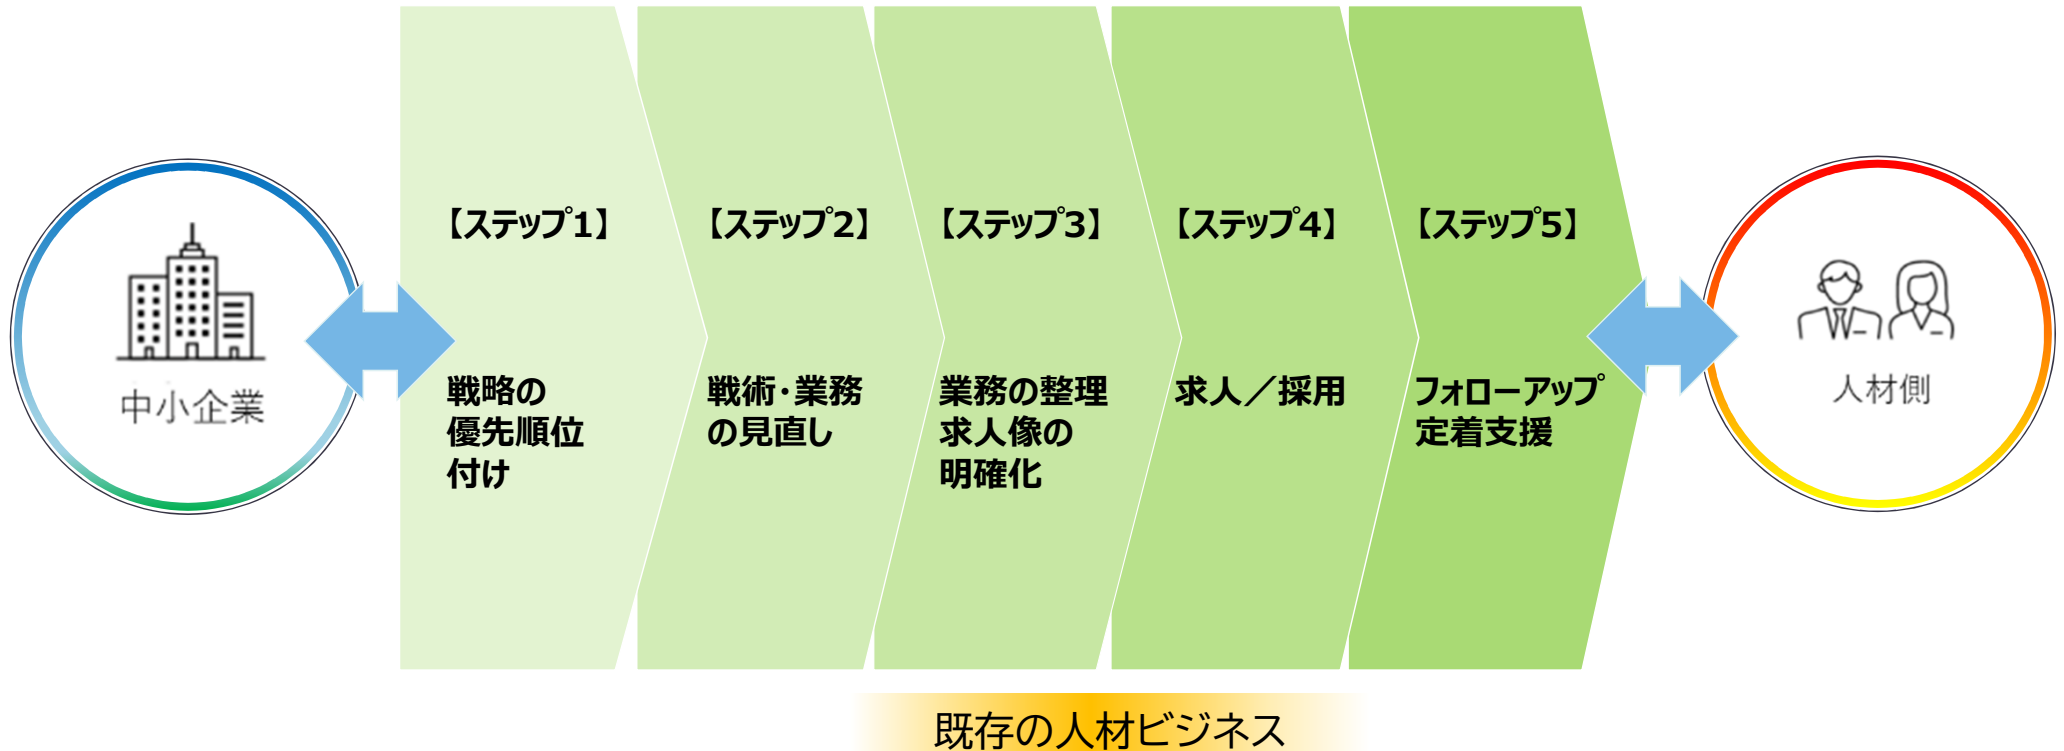 中小企業
【ステップ1】
戦略の
優先順位
付け
【ステップ2】
戦術・業務
の見直し
【ステップ3】
業務の整理
求人像の
明確化
【ステップ4】
求人／採用
【ステップ5】
フォローアップ
定着支援
人材側
既存の人材ビジネス